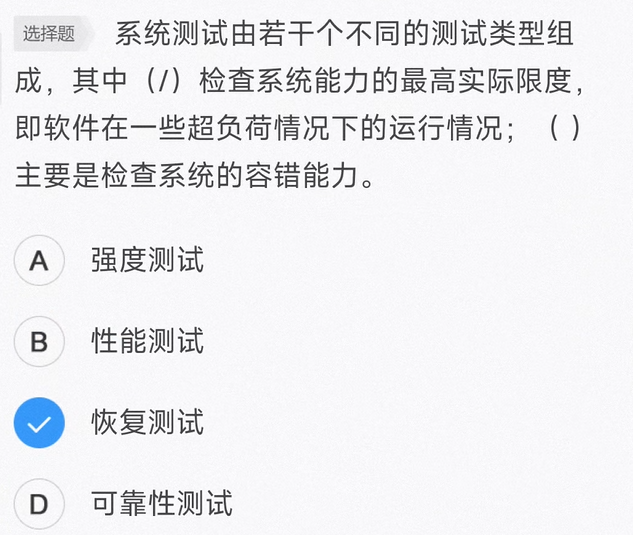 选择题 系统测试由若干个不同的测试类型组
成，其中（/）检查系统能力的最高实际限度，
即软件在一些超负荷情况下的运行情况；（ ）
主要是检查系统的容错能力。
A 强度测试
B 性能测试
恢复测试
D 可靠性测试